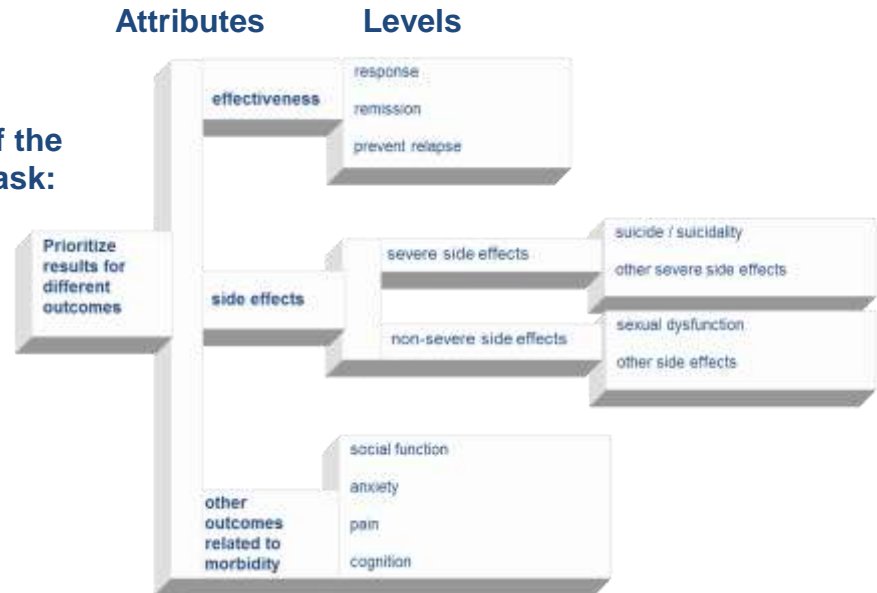 Attributes Levels
f the
ask:
Prioritize
results for
different
outcomes
effectiveness
response
remission
prevent relapse
side effects
severe side effects
suicide / suicidality
other severe side effects
non-severe side effects
sexual dysfunction
other side effects
other
outcomes
related to
morbidity
social function
anxiety
pain
cognition